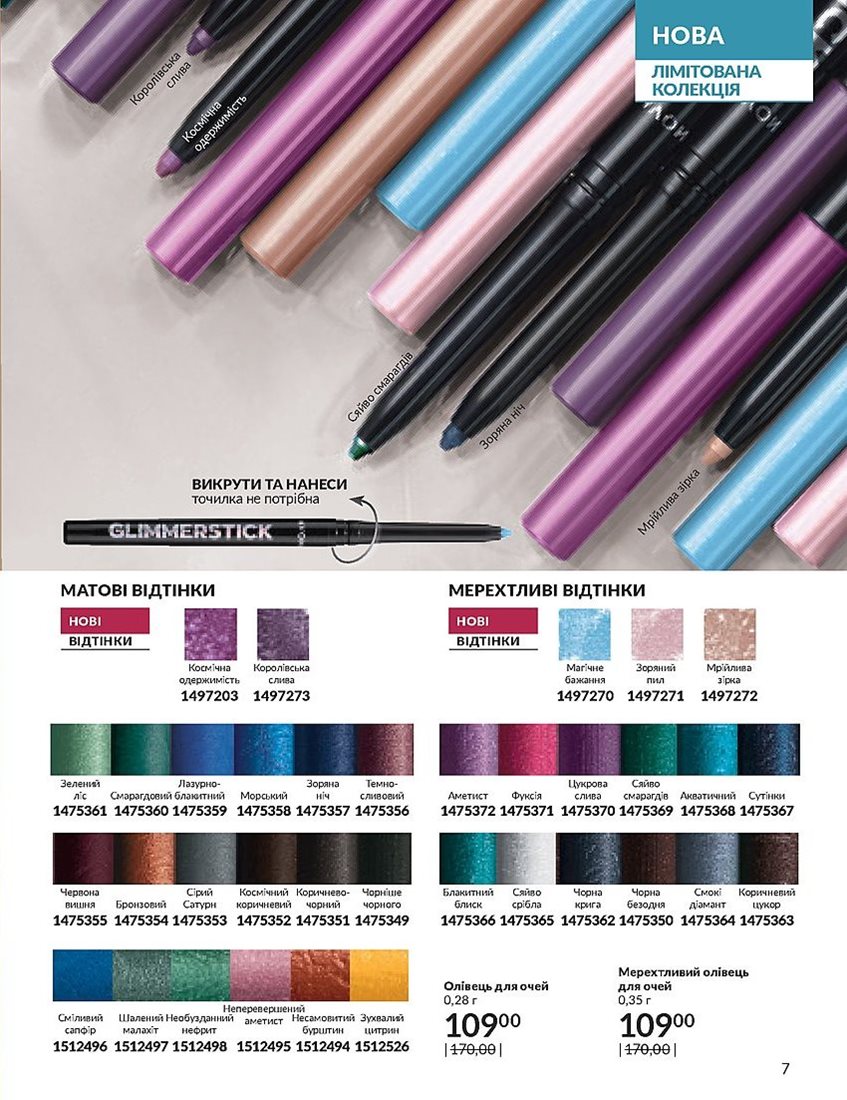 НОВА
ЛІМІТОВАНА
КОЛЕКЦІЯ
Королівська
слива
Космічна
одержимість
Сяйво смарагдів
Зоряна ніч
Мрійлива зірка
ВИКРУТИ ТА НАНЕСИ
точилка не потрібна
GLIMMERSTICK
МАТОВІ ВІДТІНКИ
НОВІ
ВІДТІНКИ
Космічна Королівська
одержимість слива
1497203 1497273
Зелений Лазурно- Зоряна Темно-
ліс Смарагдовий блакитний Морський ніч сливовий
1475361 1475360 1475359 1475358 1475357 1475356
Червона Сірий Космічний Коричнево- Чорніше
вишня Бронзовий Сатурн коричневий чорний чорного
1475355 1475354 1475353 1475352 1475351 1475349
Неперевершений
Сміливий Шалений Необузданний аметист Несамовитий Зухвалий
сапфір малахіт нефрит бурштин цитрин
1512496 1512497 1512498 1512495 1512494 1512526
МЕРЕХТЛИВІ ВІДТІНКИ
НОВІ
ВІДТІНКИ
Магічне Зоряний Мрійлива
бажання пил зірка
1497270 1497271 1497272
Цукрова Сяйво
Аметист Фуксія слива смарагдів Акватичний Сутінки
1475372 1475371 1475370 1475369 1475368 1475367
Блакитний Сяйво Чорна Чорна Смокі Коричневий
блиск срібла крига безодня діамант цукор
1475366 1475365 1475362 1475350 1475364 1475363
Олівець для очей
0,28 г
10900
| 170,00 |
Мерехтливий олівець
для очей
0,35 г
10900
| 170,00 |
7